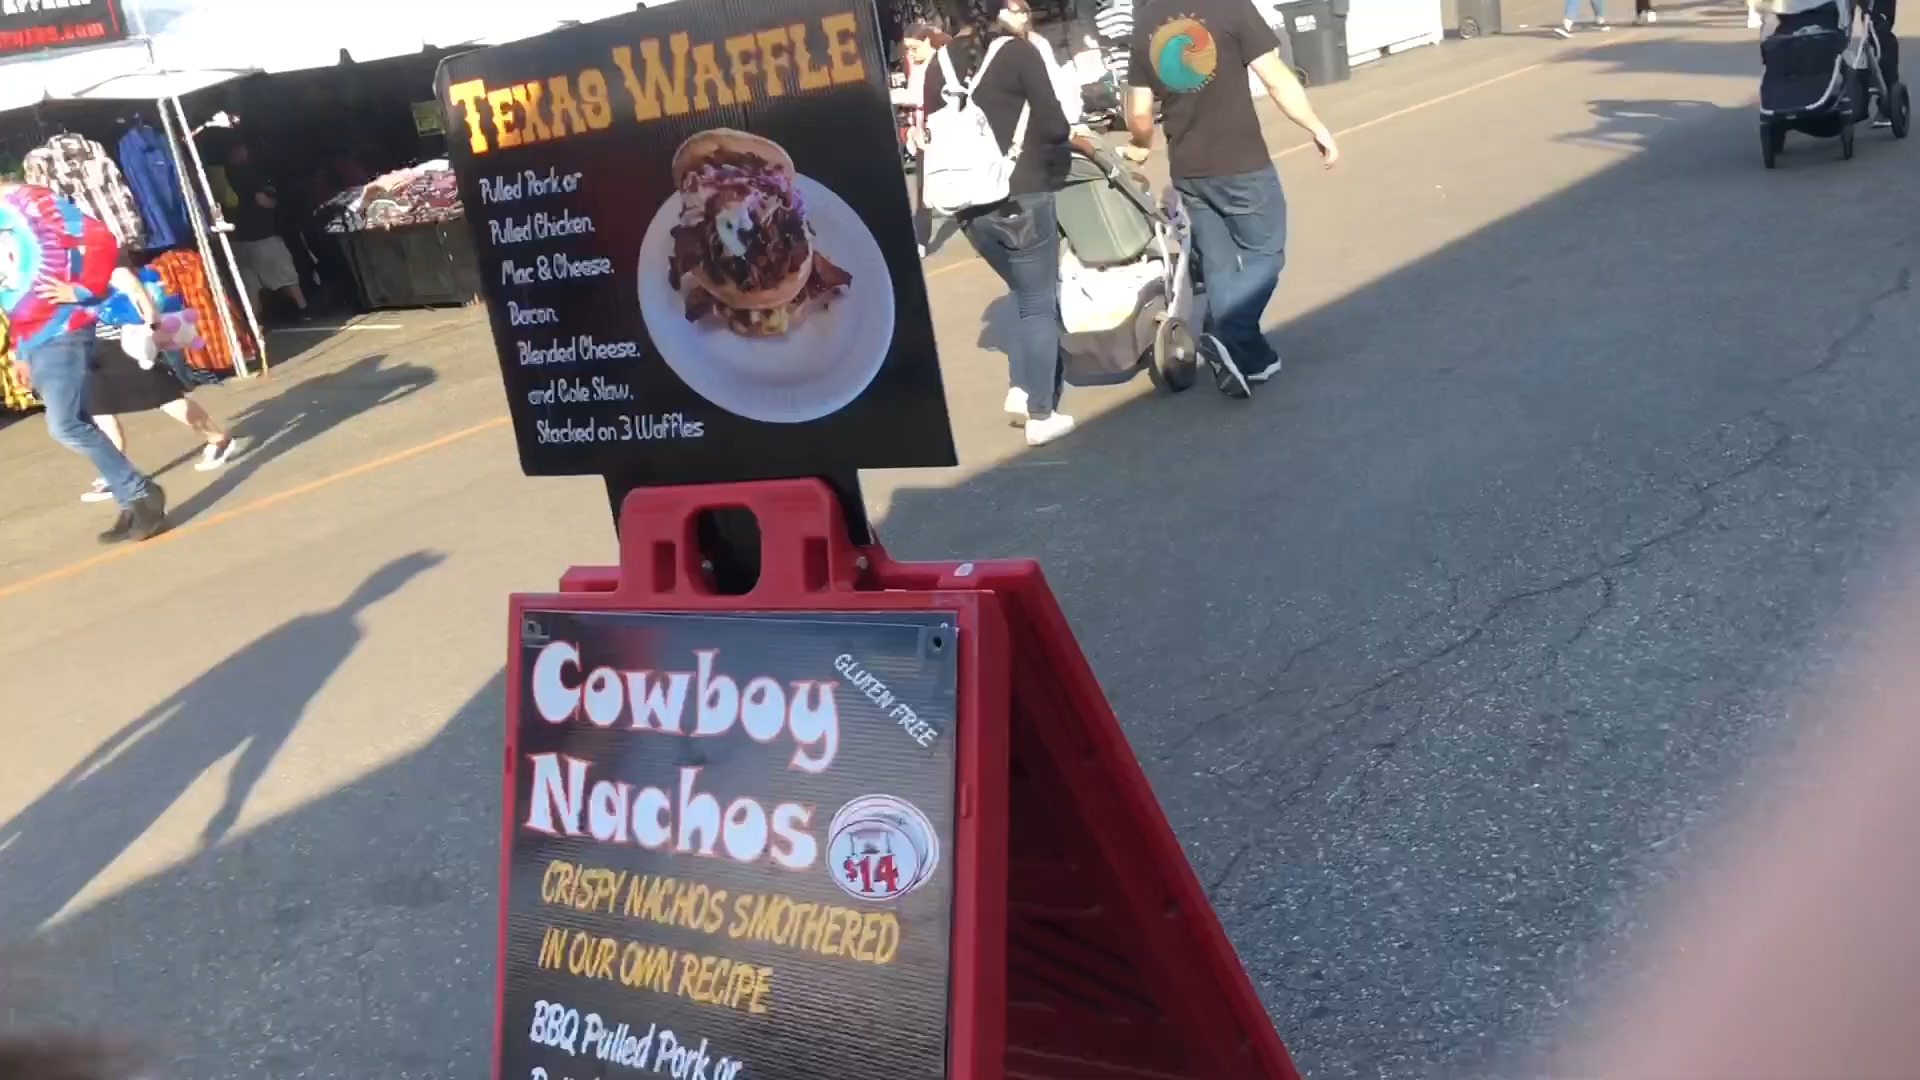 TEXAS WAFFLE
Pulled Pork or
Pulled Chicken,
Mac & Cheese,
Bacon,
Blended Cheese,
and Cole Slaw,
Stacked on 3 Waffles
Cowboy
GLUTEN FREE
Nachos
$14
CRISPY NACHOS SMOTHERED
IN OUR OWN RECIPE
BBQ Pulled Pork or